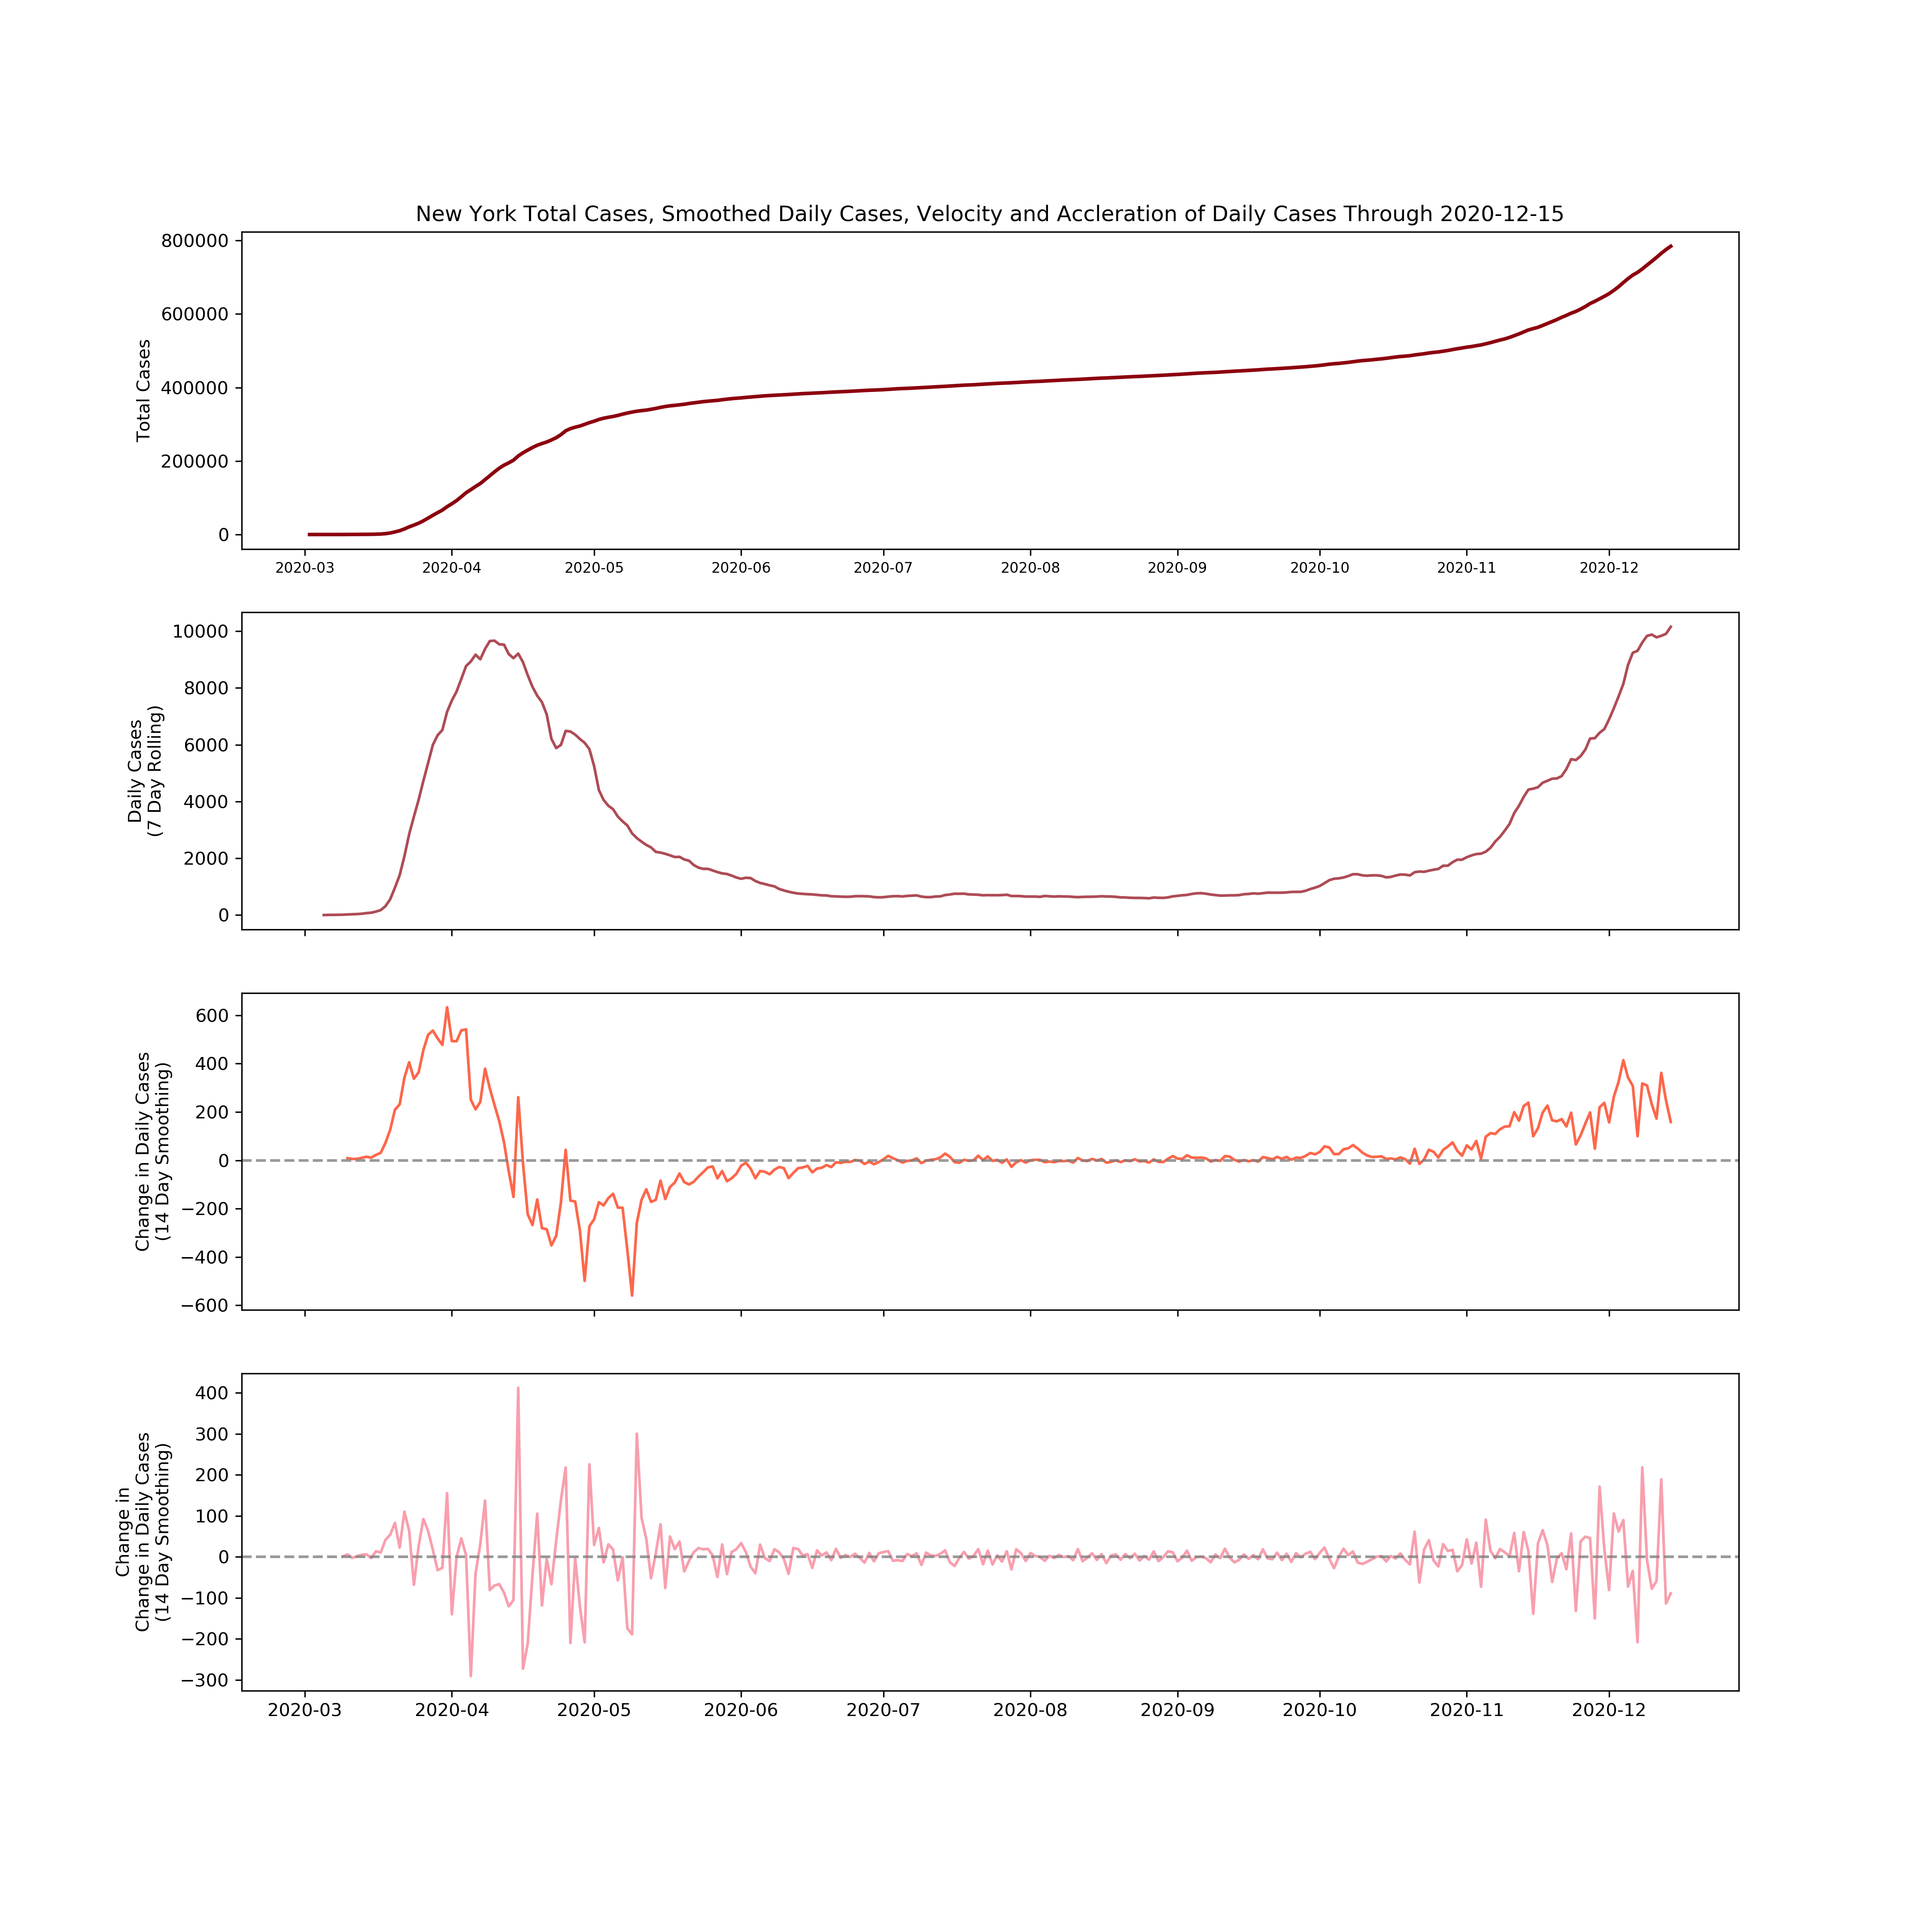 New York Total Cases, Smoothed Daily Cases, Velocity and Accleration of Daily Cases Through 2020-12-15
800000
600000
400000
200000
0
Total Cases
2020-03 2020-04 2020-05 2020-06 2020-07 2020-08 2020-09 2020-10 2020-11 2020-12
10000
8000
6000
4000
2000
0
Daily Cases
(7 Day Rolling)
600
400
200
0
−200
−400
−600
Change in Daily Cases
(14 Day Smoothing)
400
300
200
100
0
−100
−200
−300
Change in
Change in Daily Cases
(14 Day Smoothing)
2020-03 2020-04 2020-05 2020-06 2020-07 2020-08 2020-09 2020-10 2020-11 2020-12